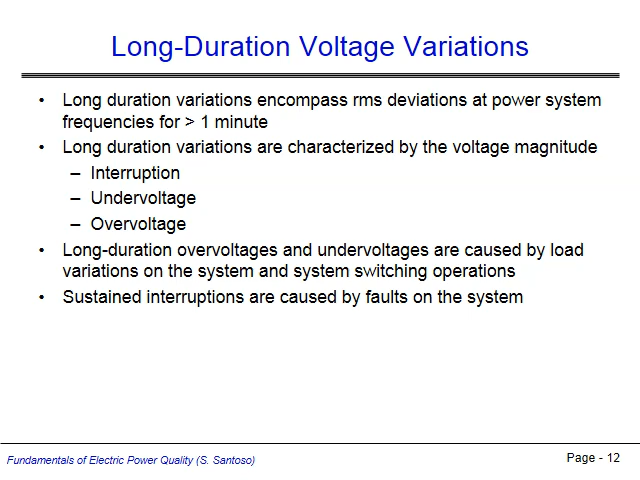 Long-Duration Voltage Variations
• Long duration variations encompass rms deviations at power system
frequencies for > 1 minute
• Long duration variations are characterized by the voltage magnitude
– Interruption
– Undervoltage
– Overvoltage
• Long-duration overvoltages and undervoltages are caused by load
variations on the system and system switching operations
• Sustained interruptions are caused by faults on the system
Fundamentals of Electric Power Quality (S. Santoso)
Page - 12